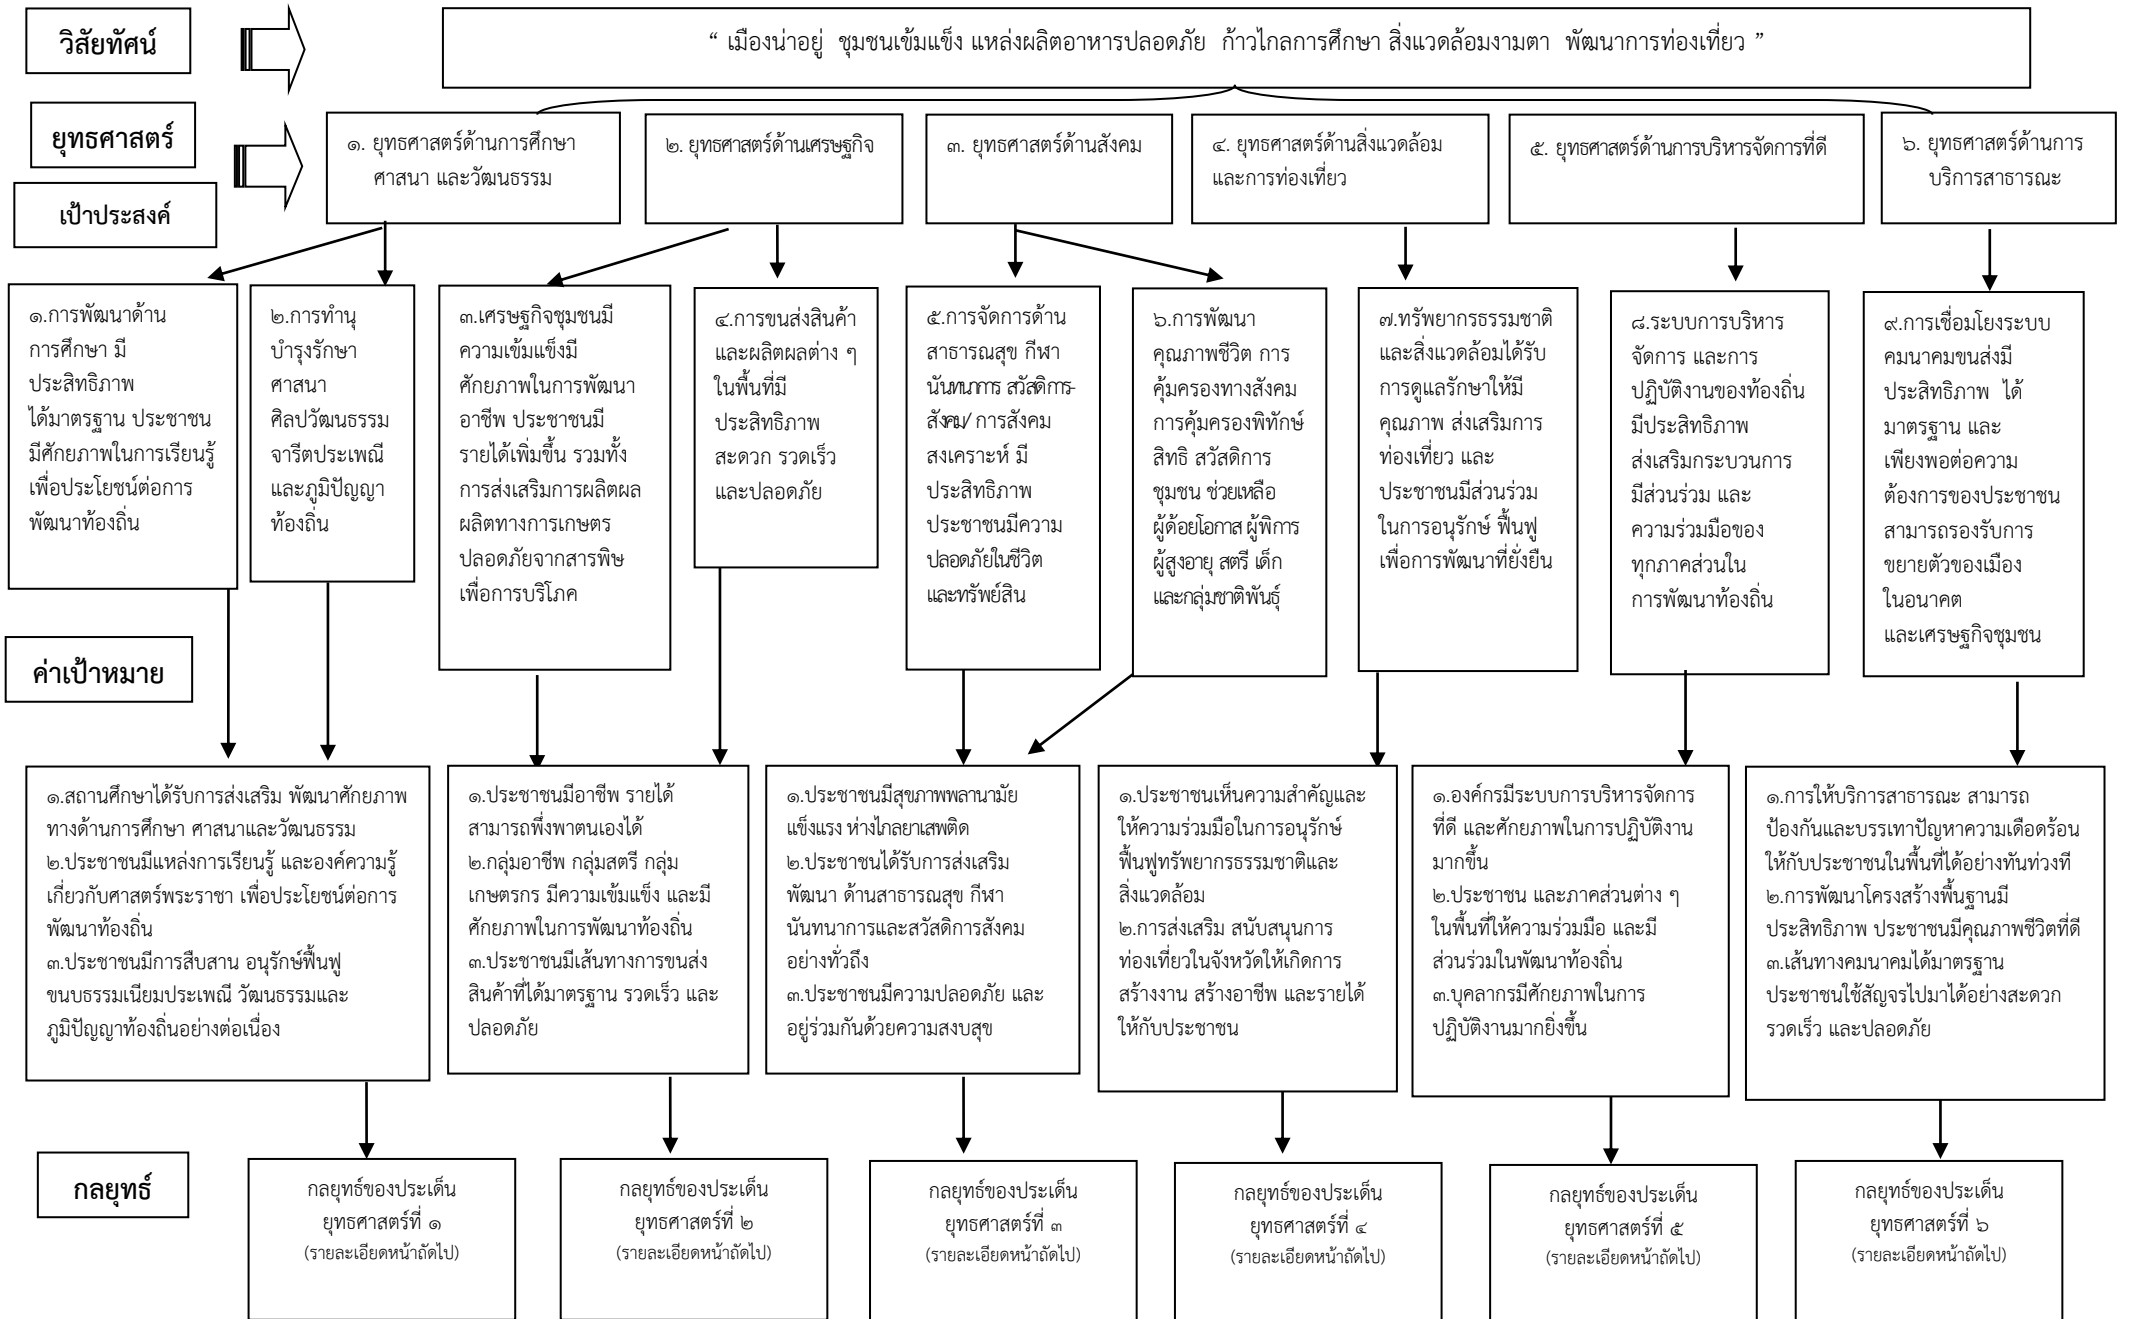 วิสัยทัศน์
“ เมืองน่าอยู่ ชุมชนเข้มแข็ง แหล่งผลิตอาหารปลอดภัย ก้าวไกลการศึกษา สิ่งแวดล้อมงามตา พัฒนาการท่องเที่ยว ”
ยุทธศาสตร์
๑. ยุทธศาสตร์ด้านการศึกษา
ศาสนา และวัฒนธรรม
๒. ยุทธศาสตร์ด้านเศรษฐกิจ
๓. ยุทธศาสตร์ด้านสังคม
๔. ยุทธศาสตร์ด้านสิ่งแวดล้อม
และการท่องเที่ยว
๕. ยุทธศาสตร์ด้านการบริหารจัดการที่ดี
๖. ยุทธศาสตร์ด้านการ
บริการสาธารณะ
เป้าประสงค์
๑.การพัฒนาด้าน
การศึกษา มี
ประสิทธิภาพ
ได้มาตรฐาน ประชาชน
มีศักยภาพในการเรียนรู้
เพื่อประโยชน์ต่อการ
พัฒนาท้องถิ่น
๒.การทำนุ
บำรุงรักษา
ศาสนา
ศิลปวัฒนธรรม
จารีตประเพณี
และภูมิปัญญา
ท้องถิ่น
๓.เศรษฐกิจชุมชนมี
ความเข้มแข็งมี
ศักยภาพในการพัฒนา
อาชีพ ประชาชนมี
รายได้เพิ่มขึ้น รวมทั้ง
การส่งเสริมการผลิตผล
ผลิตทางการเกษตร
ปลอดภัยจากสารพิษ
เพื่อการบริโภค
๔.การขนส่งสินค้า
และผลิตผลต่าง ๆ
ในพื้นที่มี
ประสิทธิภาพ
สะดวก รวดเร็ว
และปลอดภัย
๕.การจัดการด้าน
สาธารณสุข กีฬา
นันทนาการ สวัสดิการ-
สังคม/ การสังคม
สงเคราะห์ มี
ประสิทธิภาพ
ประชาชนมีความ
ปลอดภัยในชีวิต
และทรัพย์สิน
๖.การพัฒนา
คุณภาพชีวิต การ
คุ้มครองทางสังคม
การคุ้มครองพิทักษ์
สิทธิ สวัสดิการ
ชุมชน ช่วยเหลือ
ผู้ด้อยโอกาส ผู้พิการ
ผู้สูงอายุ สตรี เด็ก
และกลุ่มชาติพันธุ์
๗.ทรัพยากรธรรมชาติ
และสิ่งแวดล้อมได้รับ
การดูแลรักษาให้มี
คุณภาพ ส่งเสริมการ
ท่องเที่ยว และ
ประชาชนมีส่วนร่วม
ในการอนุรักษ์ ฟื้นฟู
เพื่อการพัฒนาที่ยั่งยืน
๘.ระบบการบริหาร
จัดการ และการ
ปฏิบัติงานของท้องถิ่น
มีประสิทธิภาพ
ส่งเสริมกระบวนการ
มีส่วนร่วม และ
ความร่วมมือของ
ทุกภาคส่วนใน
การพัฒนาท้องถิ่น
๙.การเชื่อมโยงระบบ
คมนาคมขนส่งมี
ประสิทธิภาพ ได้
มาตรฐาน และ
เพียงพอต่อความ
ต้องการของประชาชน
สามารถรองรับการ
ขยายตัวของเมือง
ในอนาคต
และเศรษฐกิจชุมชน
ค่าเป้าหมาย
๑.สถานศึกษาได้รับการส่งเสริม พัฒนาศักยภาพ
ทางด้านการศึกษา ศาสนาและวัฒนธรรม
๒.ประชาชนมีแหล่งการเรียนรู้ และองค์ความรู้
เกี่ยวกับศาสตร์พระราชา เพื่อประโยชน์ต่อการ
พัฒนาท้องถิ่น
๓.ประชาชนมีการสืบสาน อนุรักษ์ฟื้นฟู
ขนบธรรมเนียมประเพณี วัฒนธรรมและ
ภูมิปัญญาท้องถิ่นอย่างต่อเนื่อง
๑.ประชาชนมีอาชีพ รายได้
สามารถพึ่งพาตนเองได้
๒.กลุ่มอาชีพ กลุ่มสตรี กลุ่ม
เกษตรกร มีความเข้มแข็ง และมี
ศักยภาพในการพัฒนาท้องถิ่น
๓.ประชาชนมีเส้นทางการขนส่ง
สินค้าที่ได้มาตรฐาน รวดเร็ว และ
ปลอดภัย
๑.ประชาชนมีสุขภาพพลานามัย
แข็งแรง ห่างไกลยาเสพติด
๒.ประชาชนได้รับการส่งเสริม
พัฒนา ด้านสาธารณสุข กีฬา
นันทนาการและสวัสดิการสังคม
อย่างทั่วถึง
๓.ประชาชนมีความปลอดภัย และ
อยู่ร่วมกันด้วยความสงบสุข
๑.ประชาชนเห็นความสำคัญและ
ให้ความร่วมมือในการอนุรักษ์
ฟื้นฟูทรัพยากรธรรมชาติและ
สิ่งแวดล้อม
๒.การส่งเสริม สนับสนุนการ
ท่องเที่ยวในจังหวัดให้เกิดการ
สร้างงาน สร้างอาชีพ และรายได้
ให้กับประชาชน
๑.องค์กรมีระบบการบริหารจัดการ
ที่ดี และศักยภาพในการปฏิบัติงาน
มากขึ้น
๒.ประชาชน และภาคส่วนต่าง ๆ
ในพื้นที่ให้ความร่วมมือ และมี
ส่วนร่วมในพัฒนาท้องถิ่น
๓.บุคลากรมีศักยภาพในการ
ปฏิบัติงานมากยิ่งขึ้น
๑.การให้บริการสาธารณะ สามารถ
ป้องกันและบรรเทาปัญหาความเดือดร้อน
ให้กับประชาชนในพื้นที่ได้อย่างทันท่วงที
๒.การพัฒนาโครงสร้างพื้นฐานมี
ประสิทธิภาพ ประชาชนมีคุณภาพชีวิตที่ดี
๓.เส้นทางคมนาคมได้มาตรฐาน
ประชาชนใช้สัญจรไปมาได้อย่างสะดวก
รวดเร็ว และปลอดภัย
กลยุทธ์
กลยุทธ์ของประเด็น
ยุทธศาสตร์ที่ ๑
(รายละเอียดหน้าถัดไป)
กลยุทธ์ของประเด็น
ยุทธศาสตร์ที่ ๒
(รายละเอียดหน้าถัดไป)
กลยุทธ์ของประเด็น
ยุทธศาสตร์ที่ ๓
(รายละเอียดหน้าถัดไป)
กลยุทธ์ของประเด็น
ยุทธศาสตร์ที่ ๔
(รายละเอียดหน้าถัดไป)
กลยุทธ์ของประเด็น
ยุทธศาสตร์ที่ ๕
(รายละเอียดหน้าถัดไป)
กลยุทธ์ของประเด็น
ยุทธศาสตร์ที่ ๖
(รายละเอียดหน้าถัดไป)